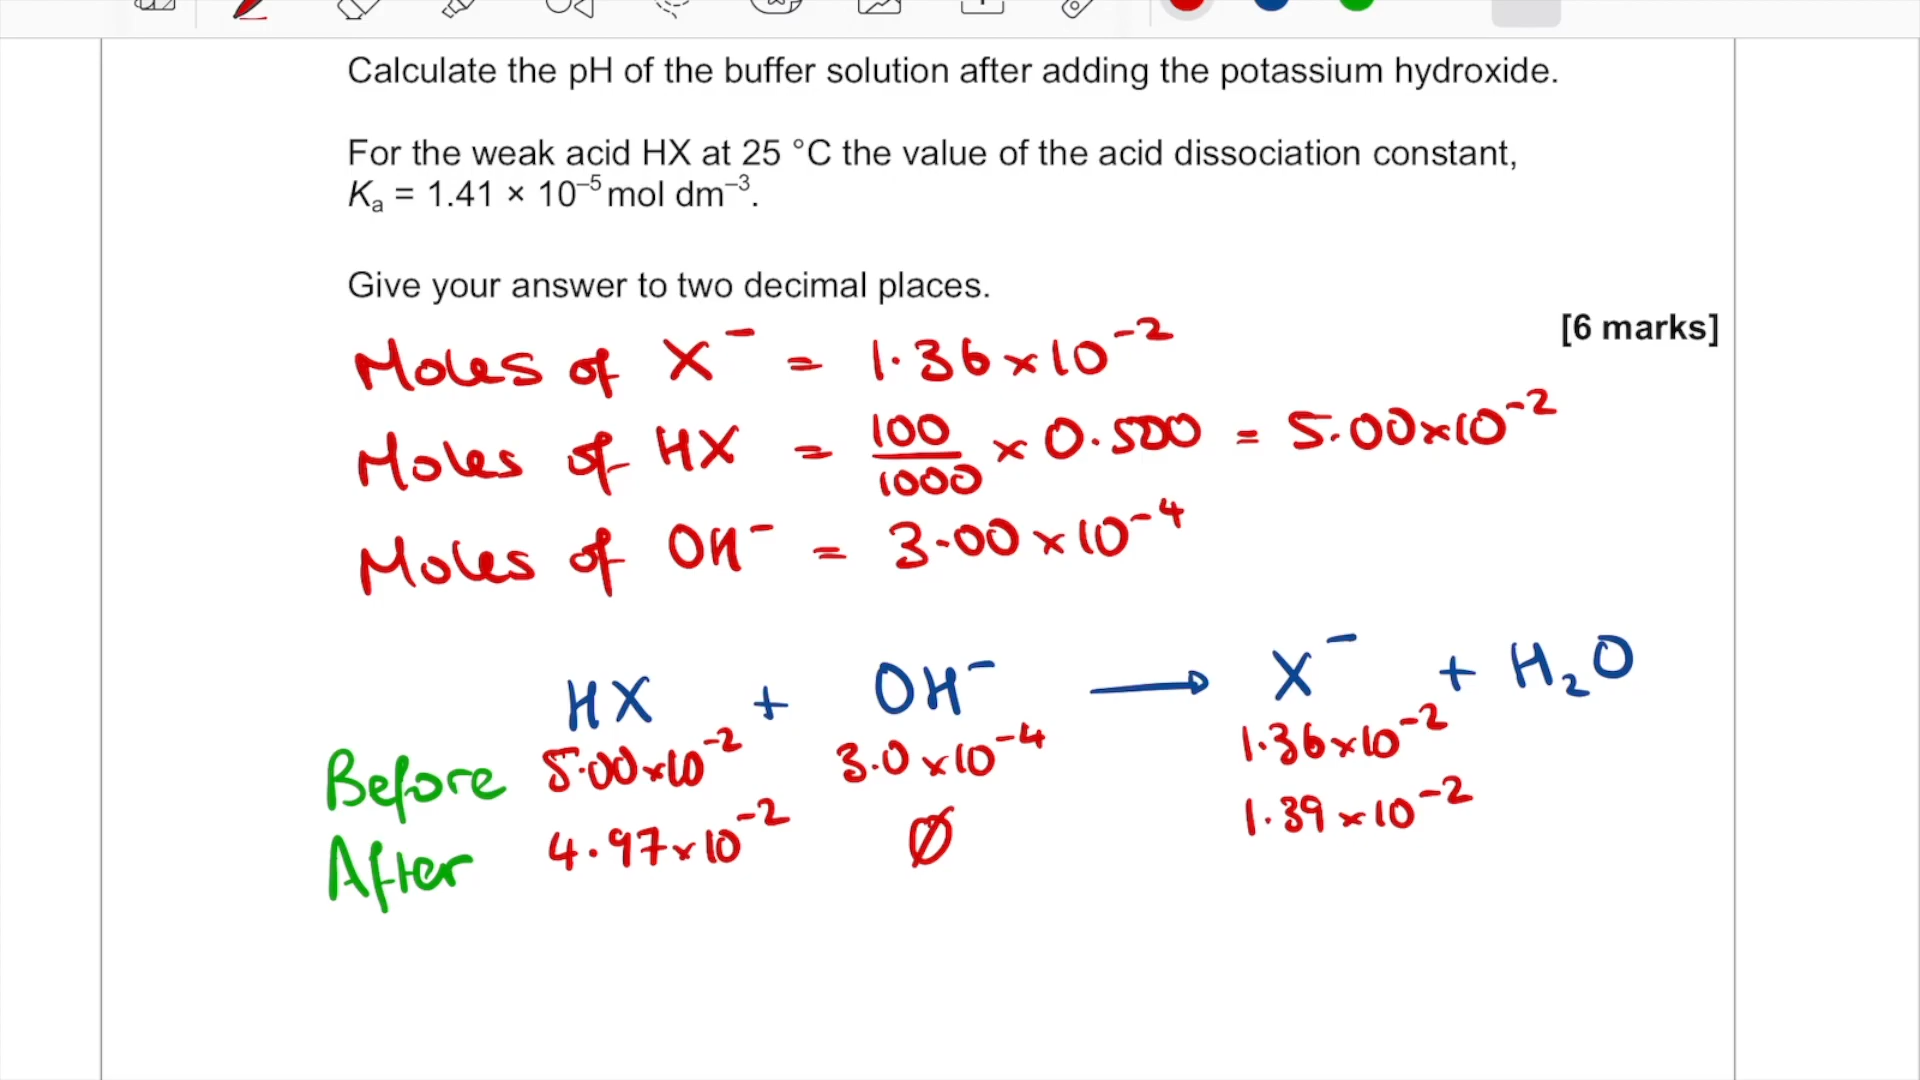 Calculate the pH of the buffer solution after adding the potassium hydroxide.
For the weak acid HX at 25 °C the value of the acid dissociation constant,
Kₐ = 1.41 × 10⁻⁵ mol dm⁻³.
Give your answer to two decimal places.
[6 marks]
Moles of X⁻ = 1.36 × 10⁻²
Moles of HX = 100/1000 × 0.500 = 5.00 × 10⁻²
Moles of OH⁻ = 3.00 × 10⁻⁴
HX + OH⁻ → X⁻ + H₂O
Before 5.00 × 10⁻² 3.0 × 10⁻⁴ 1.36 × 10⁻²
After 4.97 × 10⁻² Ø 1.39 × 10⁻²